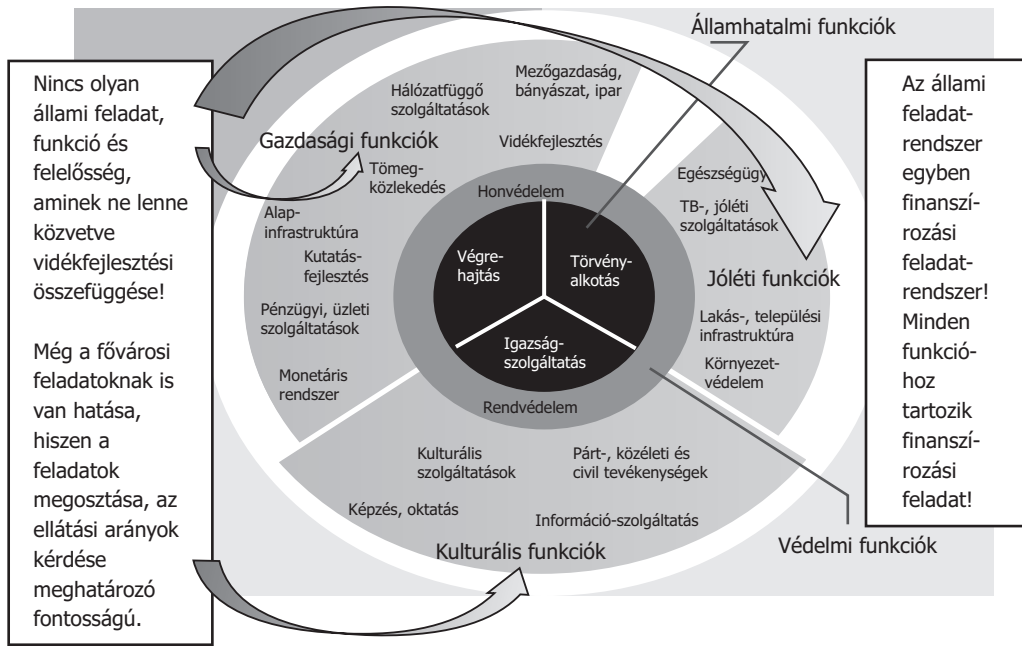 Államhatalmi funkciók
Nincs olyan
állami feladat,
funkció és
felelősség,
aminek ne lenne
közvetve
vidékfejlesztési
összefüggése!
Még a fővárosi
feladatoknak is
van hatása,
hiszen a
feladatok
megosztása, az
ellátási arányok
kérdése
meghatározó
fontosságú.
Hálózatfüggő
szolgáltatások
Mezőgazdaság,
bányászat, ipar
Gazdasági funkciók
Vidékfejlesztés
Tömeg-
közlekedés
Alap-
infrastruktúra
Kutatás-
fejlesztés
Pénzügyi, üzleti
szolgáltatások
Monetáris
rendszer
Honvédelem
Végre-
hajtás
Törvény-
alkotás
Igazság-
szolgáltatás
Rendvédelem
Egészségügy
TB-, jóléti
szolgáltatások
Jóléti funkciók
Lakás-, települési
infrastruktúra
Környezet-
védelem
Kulturális
szolgáltatások
Párt-, közéleti és
civil tevékenységek
Képzés, oktatás
Információ-szolgáltatás
Kulturális funkciók
Védelmi funkciók
Az állami
feladat-
rendszer
egyben
finanszí-
rozási
feladat-
rendszer!
Minden
funkció-
hoz
tartozik
finanszí-
rozási
feladat!